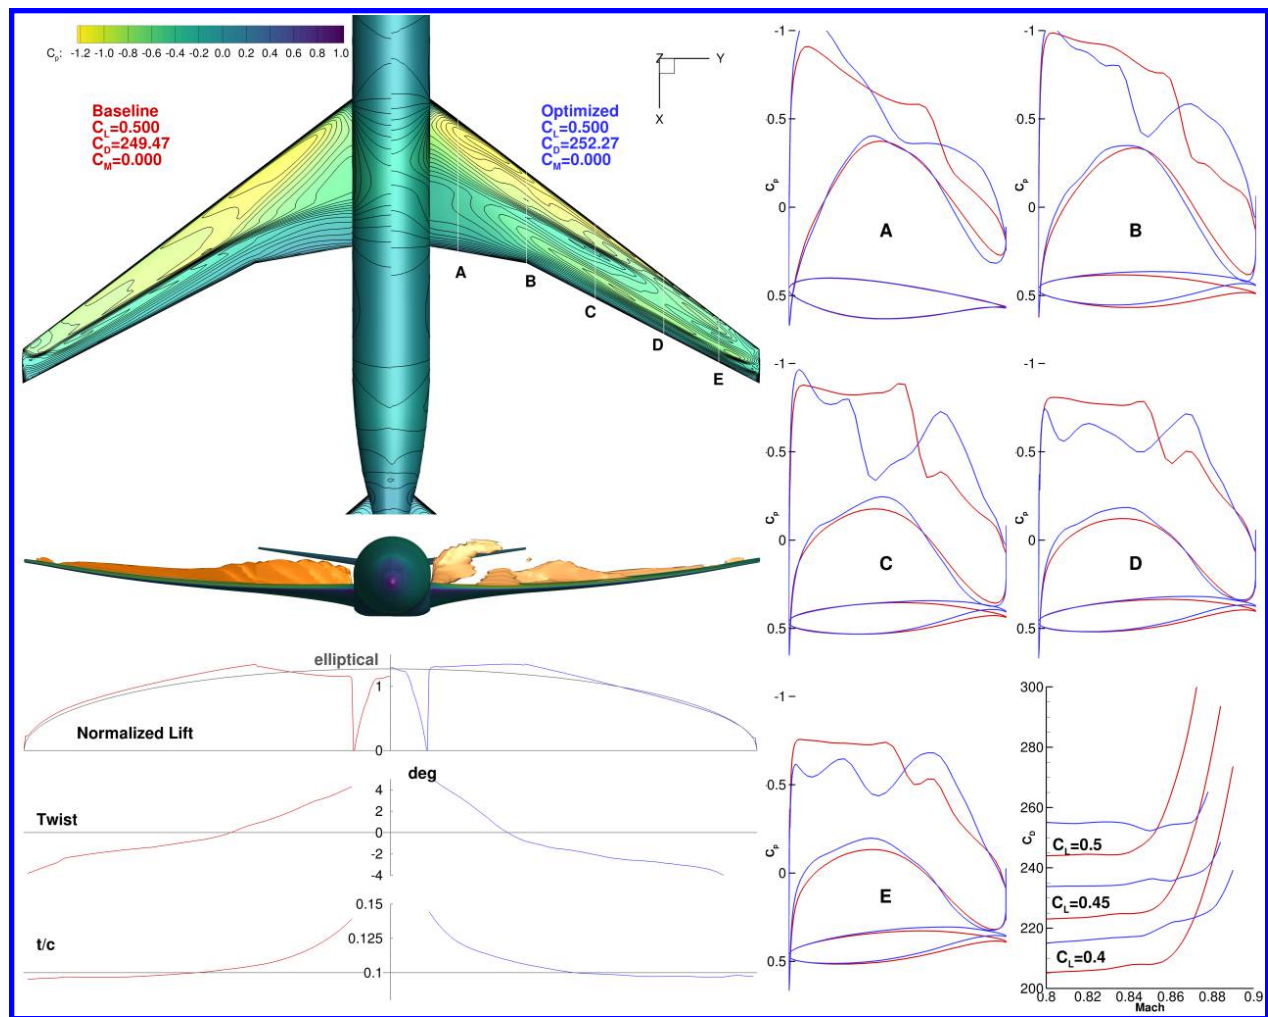 Cp: -1.2 -1.0 -0.8 -0.6 -0.4 -0.2 0.0 0.2 0.4 0.6 0.8 1.0
Z Y
X
Baseline
CL=0.500
CD=249.47
CM=0.000
Optimized
CL=0.500
CD=252.27
CM=0.000
A
B
C
D
E
elliptical
1
Normalized Lift
0
deg
4
2
Twist
0
-2
-4
0.15
0.125
t/c
0.1
-1
0.5
Cp
0
A
0.5
-1
0.5
Cp
0
B
0.5
-1
0.5
Cp
0
C
0.5
-1
0.5
Cp
0
D
0.5
-1
0.5
Cp
0
E
0.5
300
280
260
CD
CL=0.5
240
CL=0.45
220
CL=0.4
200
0.8 0.82 0.84 0.86 0.88 0.9
Mach